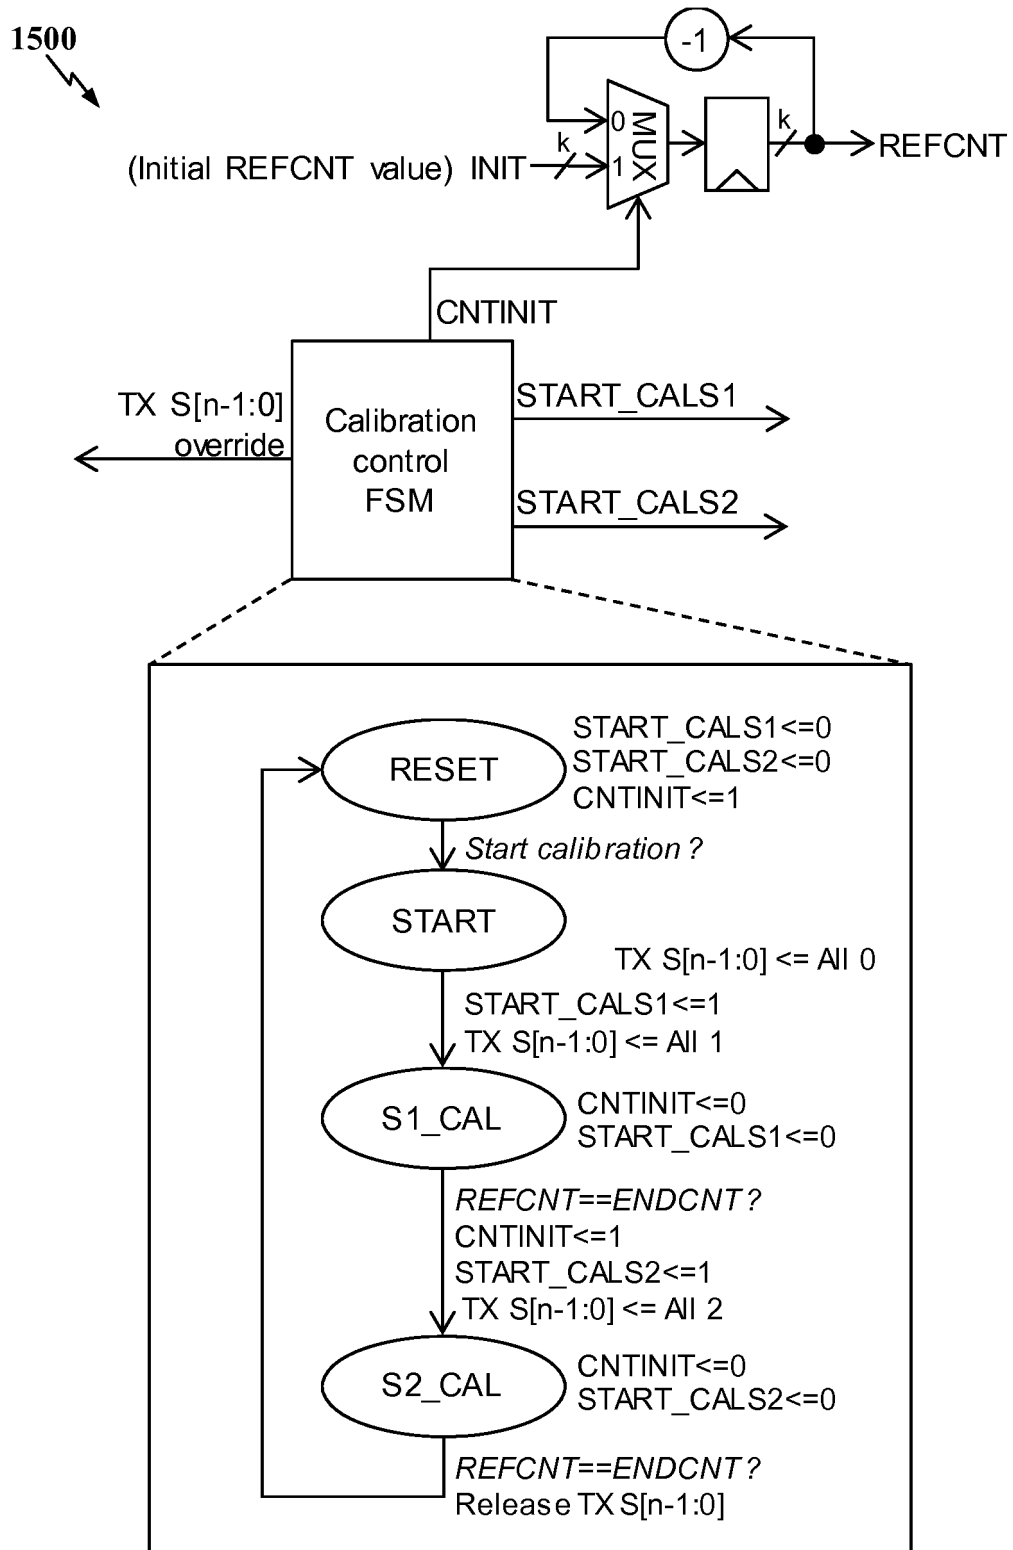 1500
-1
0
MUX
k
k
REFCNT
(Initial REFCNT value) INIT
1
CNTINIT
TX S[n-1:0]
override
Calibration
control
FSM
START_CALS1
START_CALS2
RESET
START_CALS1<=0
START_CALS2<=0
CNTINIT<=1
Start calibration?
START
TX S[n-1:0] <= All 0
START_CALS1<=1
TX S[n-1:0] <= All 1
S1_CAL
CNTINIT<=0
START_CALS1<=0
REFCNT==ENDCNT?
CNTINIT<=1
START_CALS2<=1
TX S[n-1:0] <= All 2
S2_CAL
CNTINIT<=0
START_CALS2<=0
REFCNT==ENDCNT?
Release TX S[n-1:0]